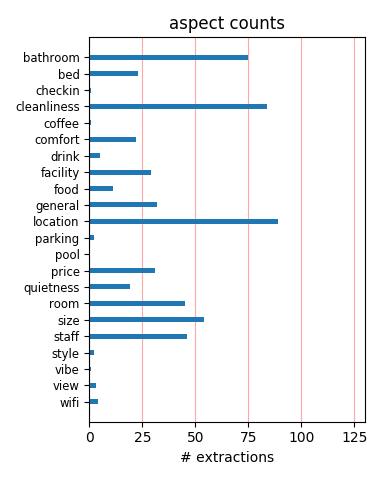 aspect counts
bathroom
bed
checkin
cleanliness
coffee
comfort
drink
facility
food
general
location
parking
pool
price
quietness
room
size
staff
style
vibe
view
wifi
0 25 50 75 100 125
# extractions